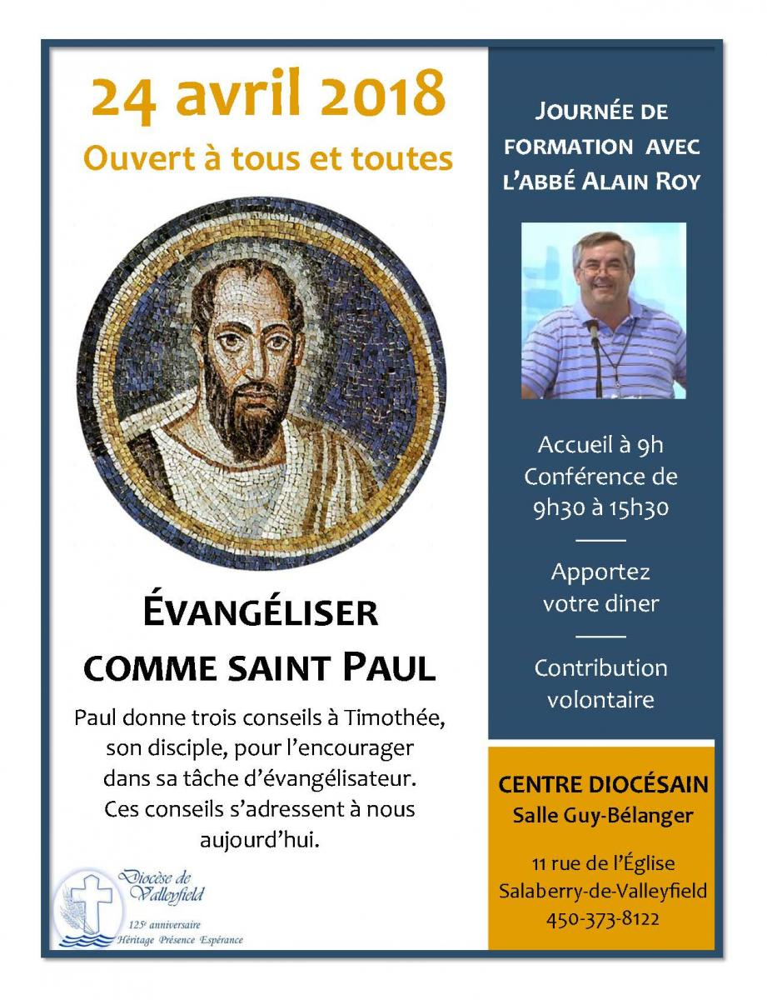 24 avril 2018
Ouvert à tous et toutes
Évangéliser
comme saint Paul
Paul donne trois conseils à Timothée,
son disciple, pour l'encourager
dans sa tâche d'évangélisateur.
Ces conseils s'adressent à nous
aujourd'hui.
Diocèse de
Valleyfield
125e anniversaire
Héritage Présence Espérance
Journée de
formation avec
l'abbé Alain Roy
Accueil à 9h
Conférence de
9h30 à 15h30
Apportez
votre diner
Contribution
volontaire
CENTRE DIOCÉSAIN
Salle Guy-Bélanger
11 rue de l'Église
Salaberry-de-Valleyfield
450-373-8122